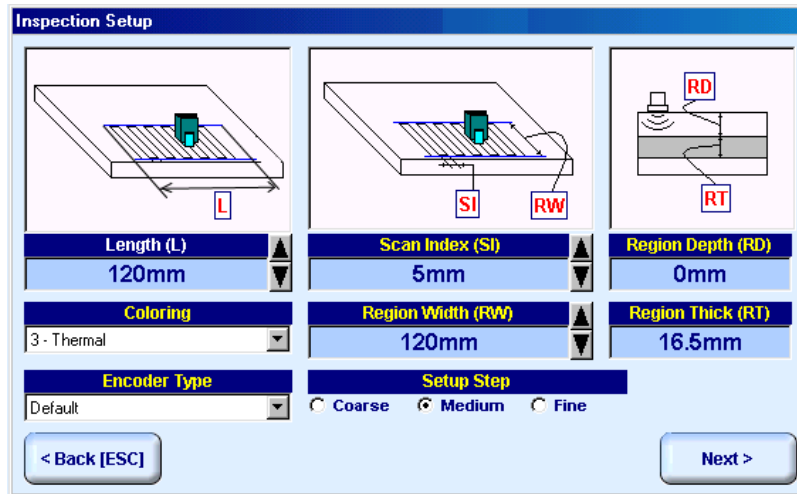 Inspection Setup
L
SI
RW
RD
RT
Length (L)
120mm
Scan Index (SI)
5mm
Region Depth (RD)
0mm
Coloring
3 - Thermal
Region Width (RW)
120mm
Region Thick (RT)
16.5mm
Encoder Type
Default
Setup Step
Coarse Medium Fine
< Back [ESC]
Next >